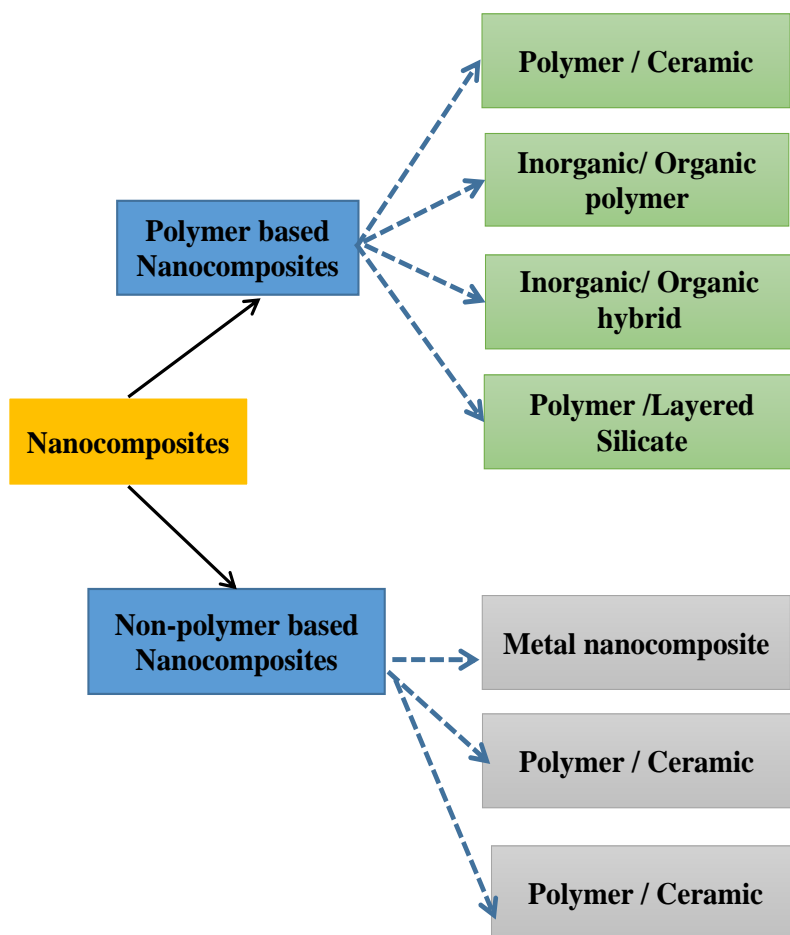 Polymer / Ceramic
Inorganic/ Organic
polymer
Polymer based
Nanocomposites
Inorganic/ Organic
hybrid
Polymer /Layered
Silicate
Nanocomposites
Non-polymer based
Nanocomposites
Metal nanocomposite
Polymer / Ceramic
Polymer / Ceramic